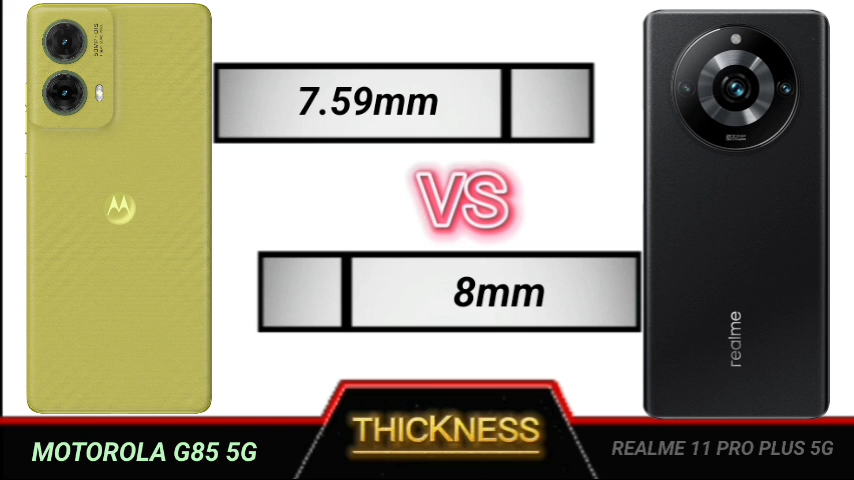 7.59mm
VS
8mm
realme
THICKNESS
MOTOROLA G85 5G
REALME 11 PRO PLUS 5G